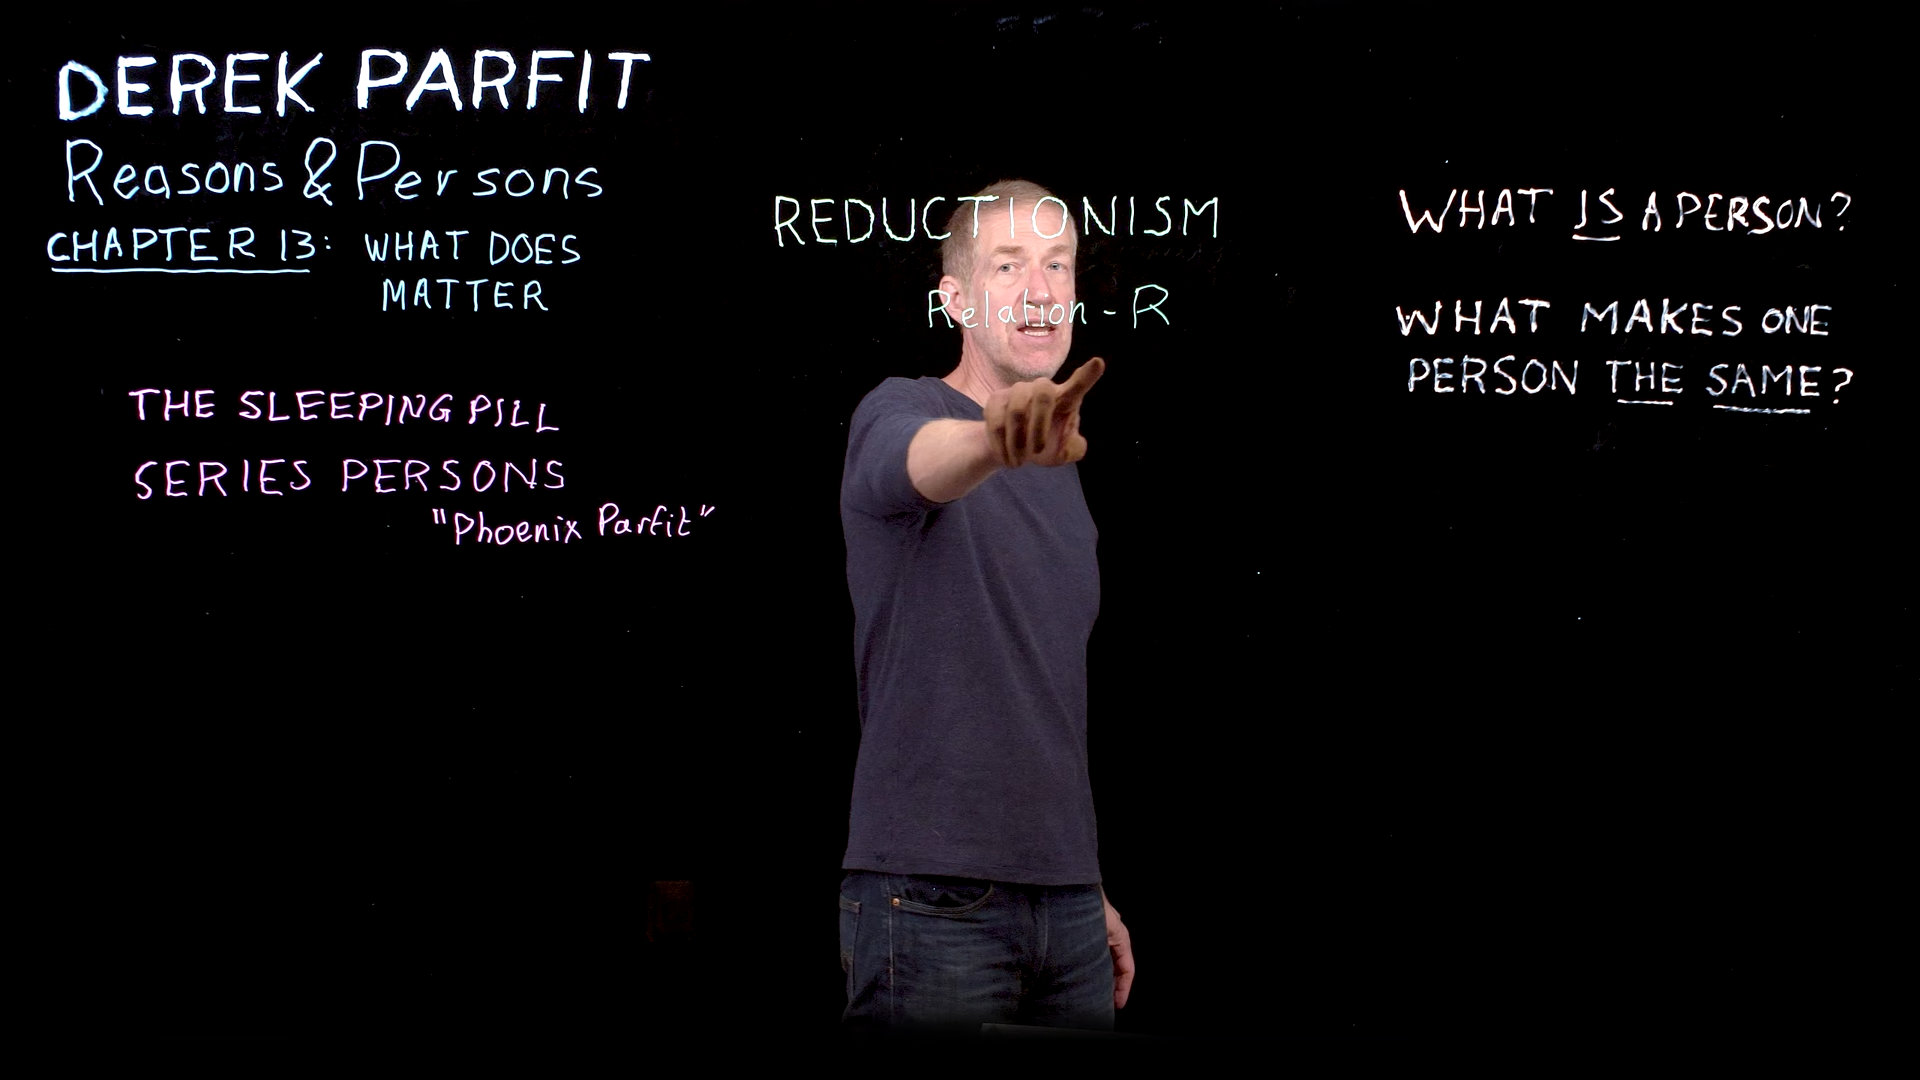 DEREK PARFIT
Reasons & Persons
CHAPTER 13: WHAT DOES
MATTER
THE SLEEPING PILL
SERIES PERSONS
"Phoenix Parfit"
REDUCTIONISM
Relation - R
WHAT IS A PERSON?
WHAT MAKES ONE
PERSON THE SAME?